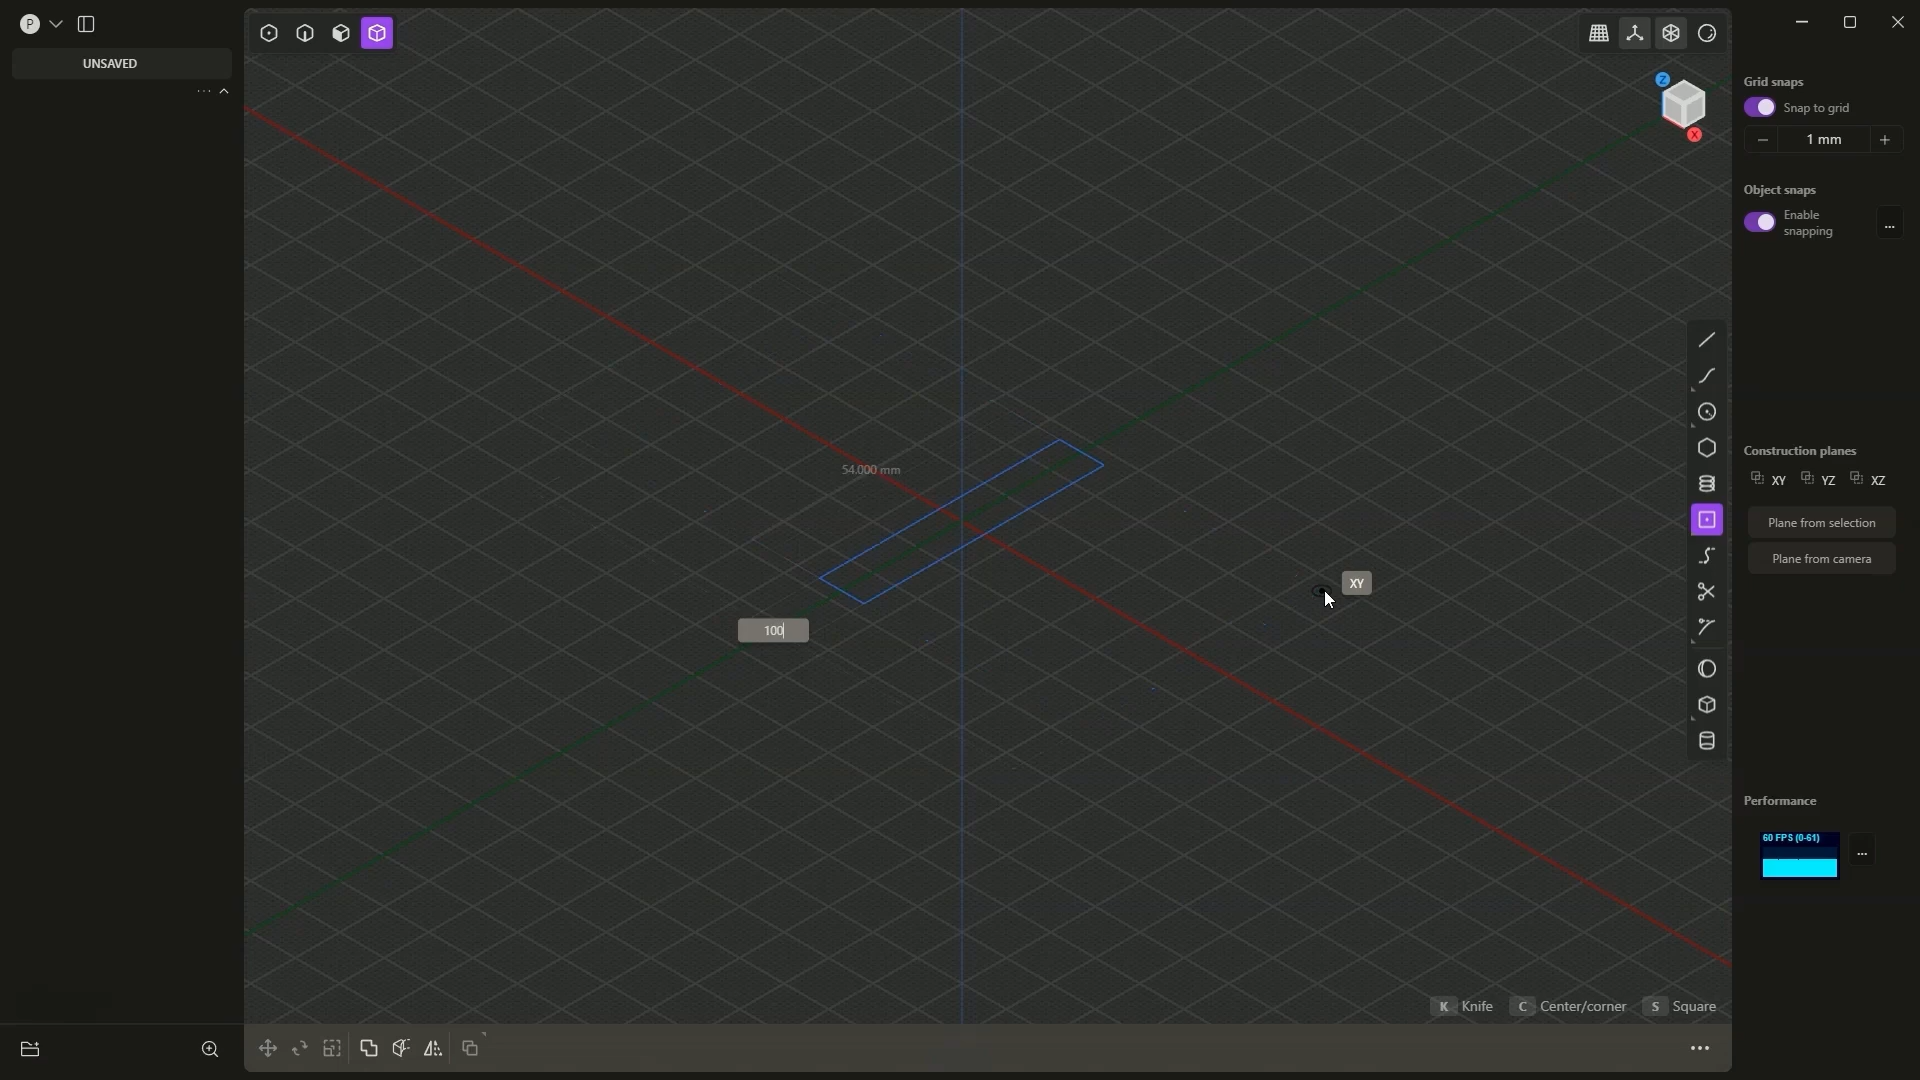 P
UNSAVED
...
Z
X
Grid snaps
Snap to grid
− 1 mm +
Object snaps
Enable
snapping
...
54.000 mm
100
XY
Construction planes
XY YZ XZ
Plane from selection
Plane from camera
Performance
60 FPS (0-61)
...
K Knife C Center/corner S Square
...